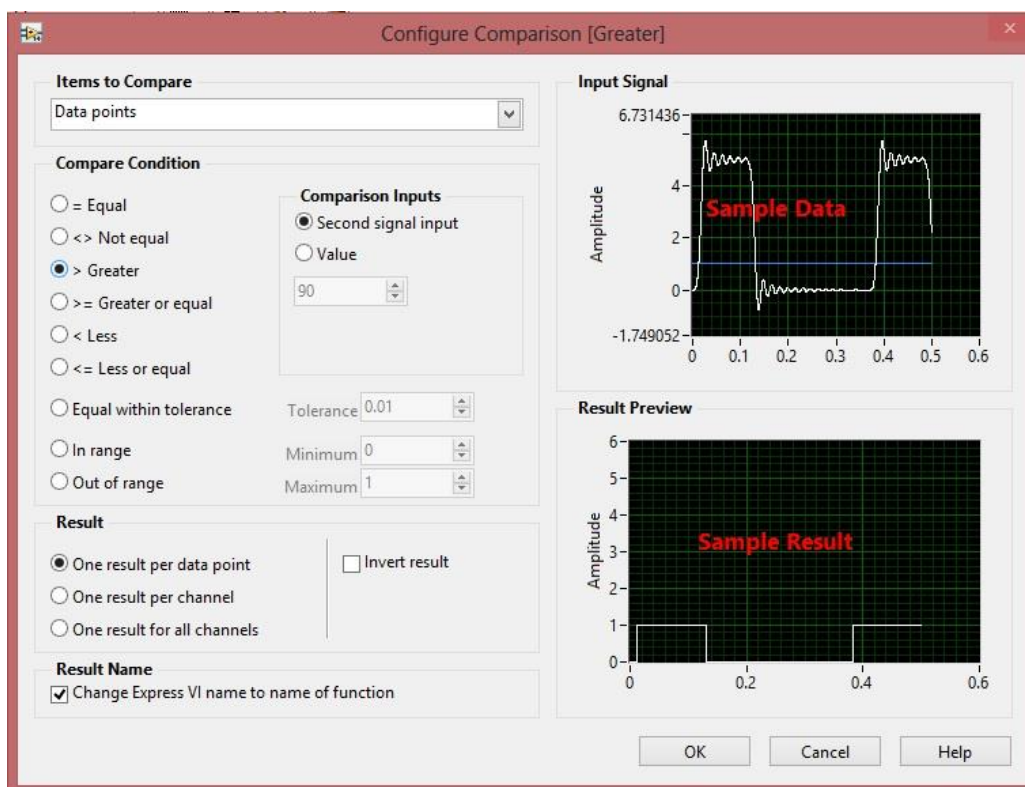 Configure Comparison [Greater]
Items to Compare
Data points
Compare Condition
= Equal
<> Not equal
> Greater
>= Greater or equal
< Less
<= Less or equal
Equal within tolerance
In range
Out of range
Comparison Inputs
Second signal input
Value
90
Tolerance 0.01
Minimum 0
Maximum 1
Result
One result per data point
One result per channel
One result for all channels
Invert result
Result Name
Change Express VI name to name of function
Input Signal
6.731436
4
2
0
-1.749052
Amplitude
Sample Data
0 0.1 0.2 0.3 0.4 0.5 0.6
Result Preview
6
5
4
3
2
1
0
Amplitude
Sample Result
0 0.2 0.4 0.6
OK Cancel Help